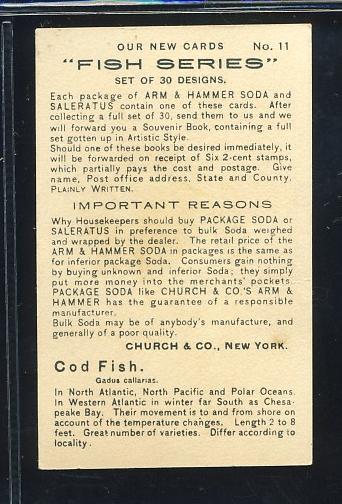 OUR NEW CARDS No. 11
"FISH SERIES"
SET OF 30 DESIGNS.
Each package of ARM & HAMMER SODA and
SALERATUS contain one of these cards. After
collecting a full set of 30, send them to us and we
will forward you a Souvenir Book, containing a full
set gotten up in Artistic Style.
Should one of these books be desired immediately, it
will be forwarded on receipt of Six 2-cent stamps,
which partially pays the cost and postage. Give
name, Post office address, State and County,
PLAINLY WRITTEN.
IMPORTANT REASONS
Why Housekeepers should buy PACKAGE SODA or
SALERATUS in preference to bulk Soda weighed
and wrapped by the dealer. The retail price of the
ARM & HAMMER SODA in packages is the same as
for inferior package Soda. Consumers gain nothing
by buying unknown and inferior Soda; they simply
put more money into the merchants' pockets.
PACKAGE SODA like CHURCH & CO.'S ARM &
HAMMER has the guarantee of a responsible
manufacturer.
Bulk Soda may be of anybody's manufacture, and
generally of a poor quality.
CHURCH & CO., NEW YORK.
Cod Fish.
Gadus callarias.
In North Atlantic, North Pacific and Polar Oceans.
In Western Atlantic in winter far South as Chesa-
peake Bay. Their movement is to and from shore on
account of the temperature changes. Length 2 to 8
feet. Great number of varieties. Differ according to
locality.